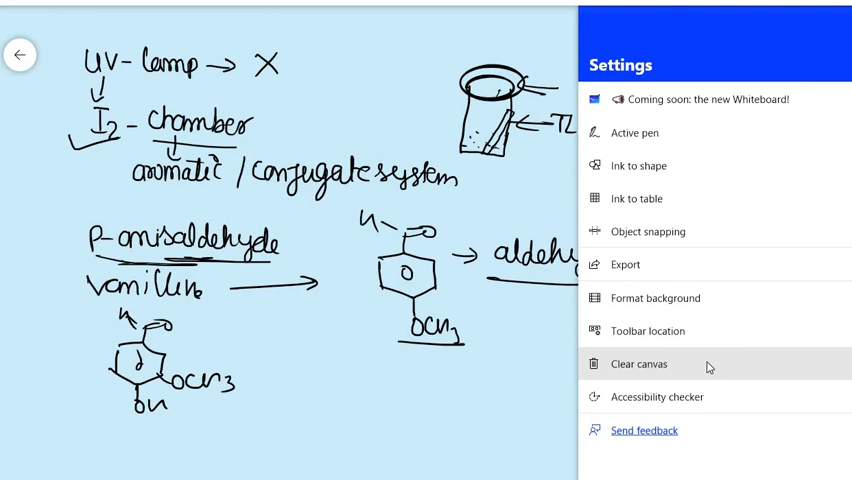 UV-lamp → X
I2-chamber
aromatic / conjugate system
P-anisaldehyde
vanillin →
H
O
→ aldehy
OCH3
H
O
OCH3
OH
← TL
Settings
Coming soon: the new Whiteboard!
Active pen
Ink to shape
Ink to table
Object snapping
Export
Format background
Toolbar location
Clear canvas
Accessibility checker
Send feedback